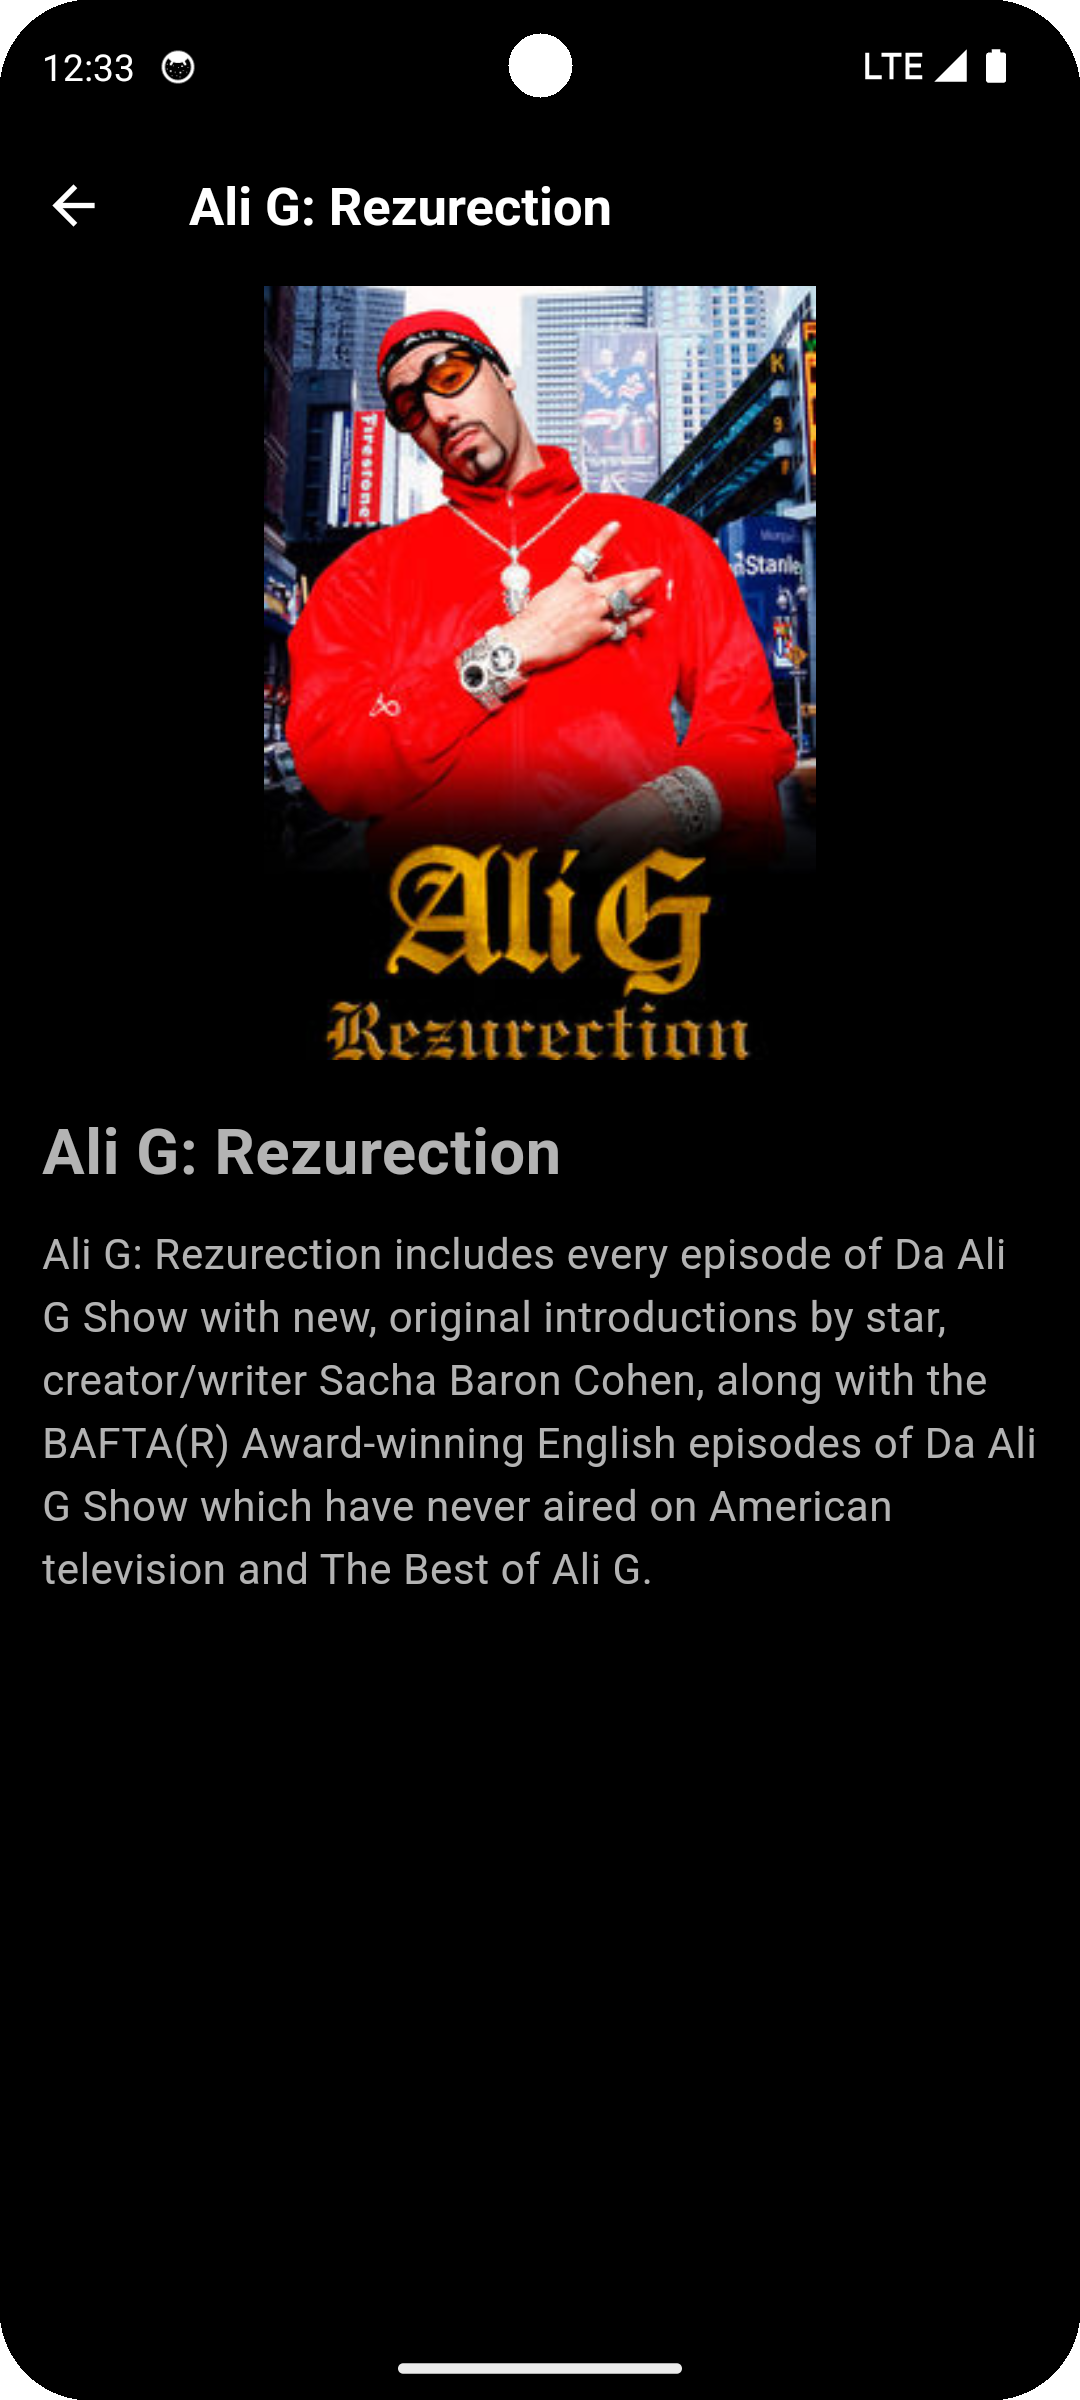 12:33
LTE
Ali G: Rezurection
Firestone
Stanley
Ali G
Rezurection
Ali G: Rezurection
Ali G: Rezurection includes every episode of Da Ali
G Show with new, original introductions by star,
creator/writer Sacha Baron Cohen, along with the
BAFTA(R) Award-winning English episodes of Da Ali
G Show which have never aired on American
television and The Best of Ali G.